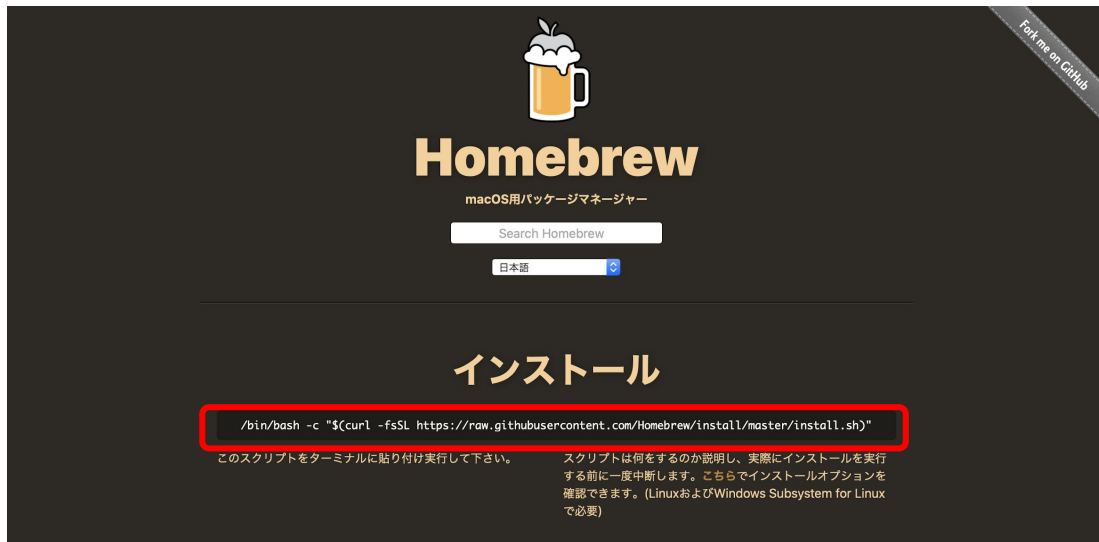 Fork me on GitHub
Homebrew
macOS用パッケージマネージャー
Search Homebrew
日本語
インストール
/bin/bash -c "$(curl -fsSL https://raw.githubusercontent.com/Homebrew/install/master/install.sh)"
このスクリプトをターミナルに貼り付け実行して下さい。
スクリプトは何をするのか説明し、実際にインストールを実行
する前に一度中断します。こちらでインストールオプションを
確認できます。(LinuxおよびWindows Subsystem for Linux
で必要)